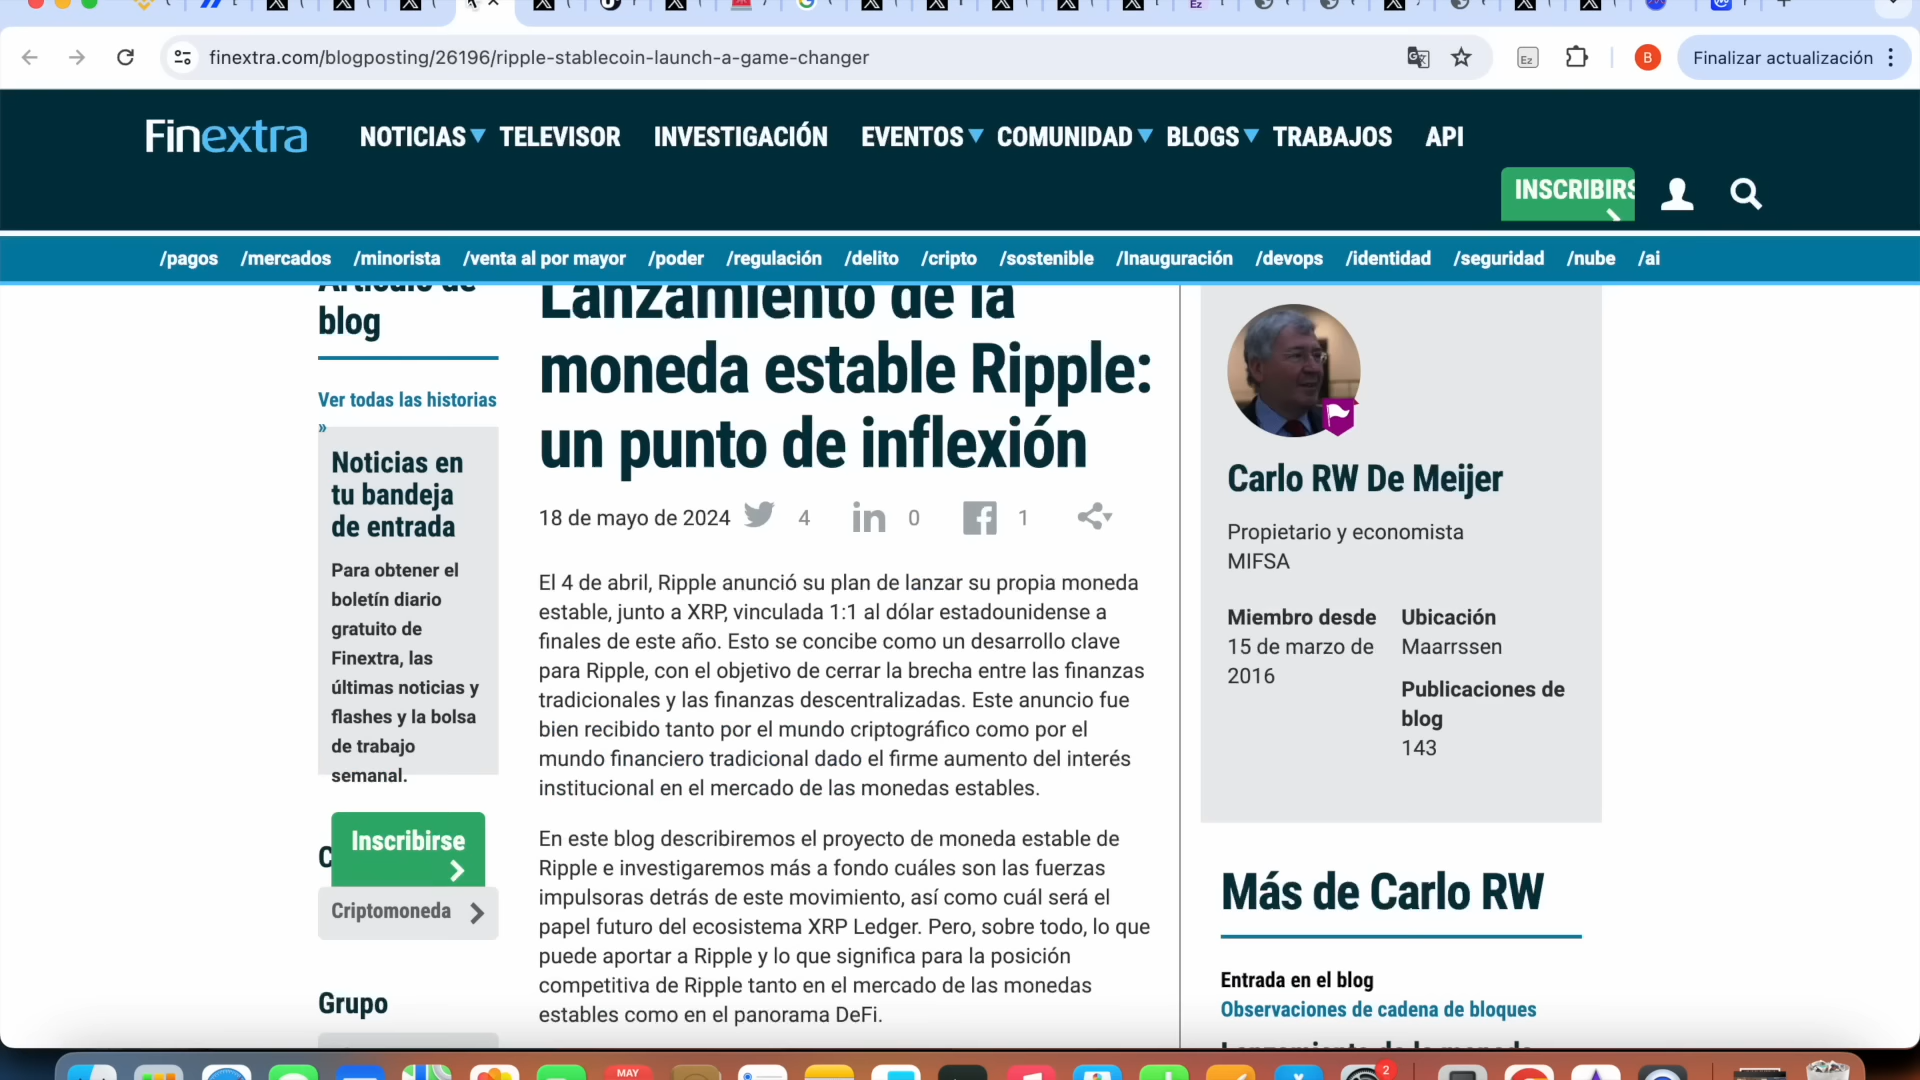 finextra.com/blogposting/26196/ripple-stablecoin-launch-a-game-changer
Ez
B
Finalizar actualización
Finextra
NOTICIAS TELEVISOR INVESTIGACIÓN EVENTOS COMUNIDAD BLOGS TRABAJOS API
INSCRIBIRS
/pagos /mercados /minorista /venta al por mayor /poder /regulación /delito /cripto /sostenible /Inauguración /devops /identidad /seguridad /nube /ai
Artículo de
blog
Ver todas las historias
»
Noticias en
tu bandeja
de entrada
Para obtener el
boletín diario
gratuito de
Finextra, las
últimas noticias y
flashes y la bolsa
de trabajo
semanal.
Inscribirse
Criptomoneda
Grupo
Lanzamiento de la
moneda estable Ripple:
un punto de inflexión
18 de mayo de 2024 4 0 1
El 4 de abril, Ripple anunció su plan de lanzar su propia moneda
estable, junto a XRP, vinculada 1:1 al dólar estadounidense a
finales de este año. Esto se concibe como un desarrollo clave
para Ripple, con el objetivo de cerrar la brecha entre las finanzas
tradicionales y las finanzas descentralizadas. Este anuncio fue
bien recibido tanto por el mundo criptográfico como por el
mundo financiero tradicional dado el firme aumento del interés
institucional en el mercado de las monedas estables.
En este blog describiremos el proyecto de moneda estable de
Ripple e investigaremos más a fondo cuáles son las fuerzas
impulsoras detrás de este movimiento, así como cuál será el
papel futuro del ecosistema XRP Ledger. Pero, sobre todo, lo que
puede aportar a Ripple y lo que significa para la posición
competitiva de Ripple tanto en el mercado de las monedas
estables como en el panorama DeFi.
Carlo RW De Meijer
Propietario y economista
MIFSA
Miembro desde
15 de marzo de
2016
Ubicación
Maarrssen
Publicaciones de
blog
143
Más de Carlo RW
Entrada en el blog
Observaciones de cadena de bloques
Lanzamiento de la moneda
MAY
2